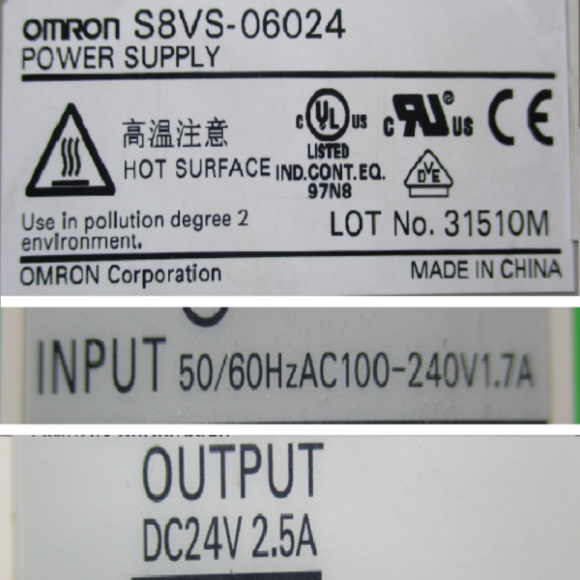 OMRON S8VS-06024
POWER SUPPLY
高温注意
HOT SURFACE
C UL US
LISTED
IND.CONT.EQ.
97N8
C UR ® US
CE
DVE
Use in pollution degree 2
environment.
LOT No. 31510M
OMRON Corporation
MADE IN CHINA
INPUT 50/60HzAC100-240V1.7A
OUTPUT
DC24V 2.5A